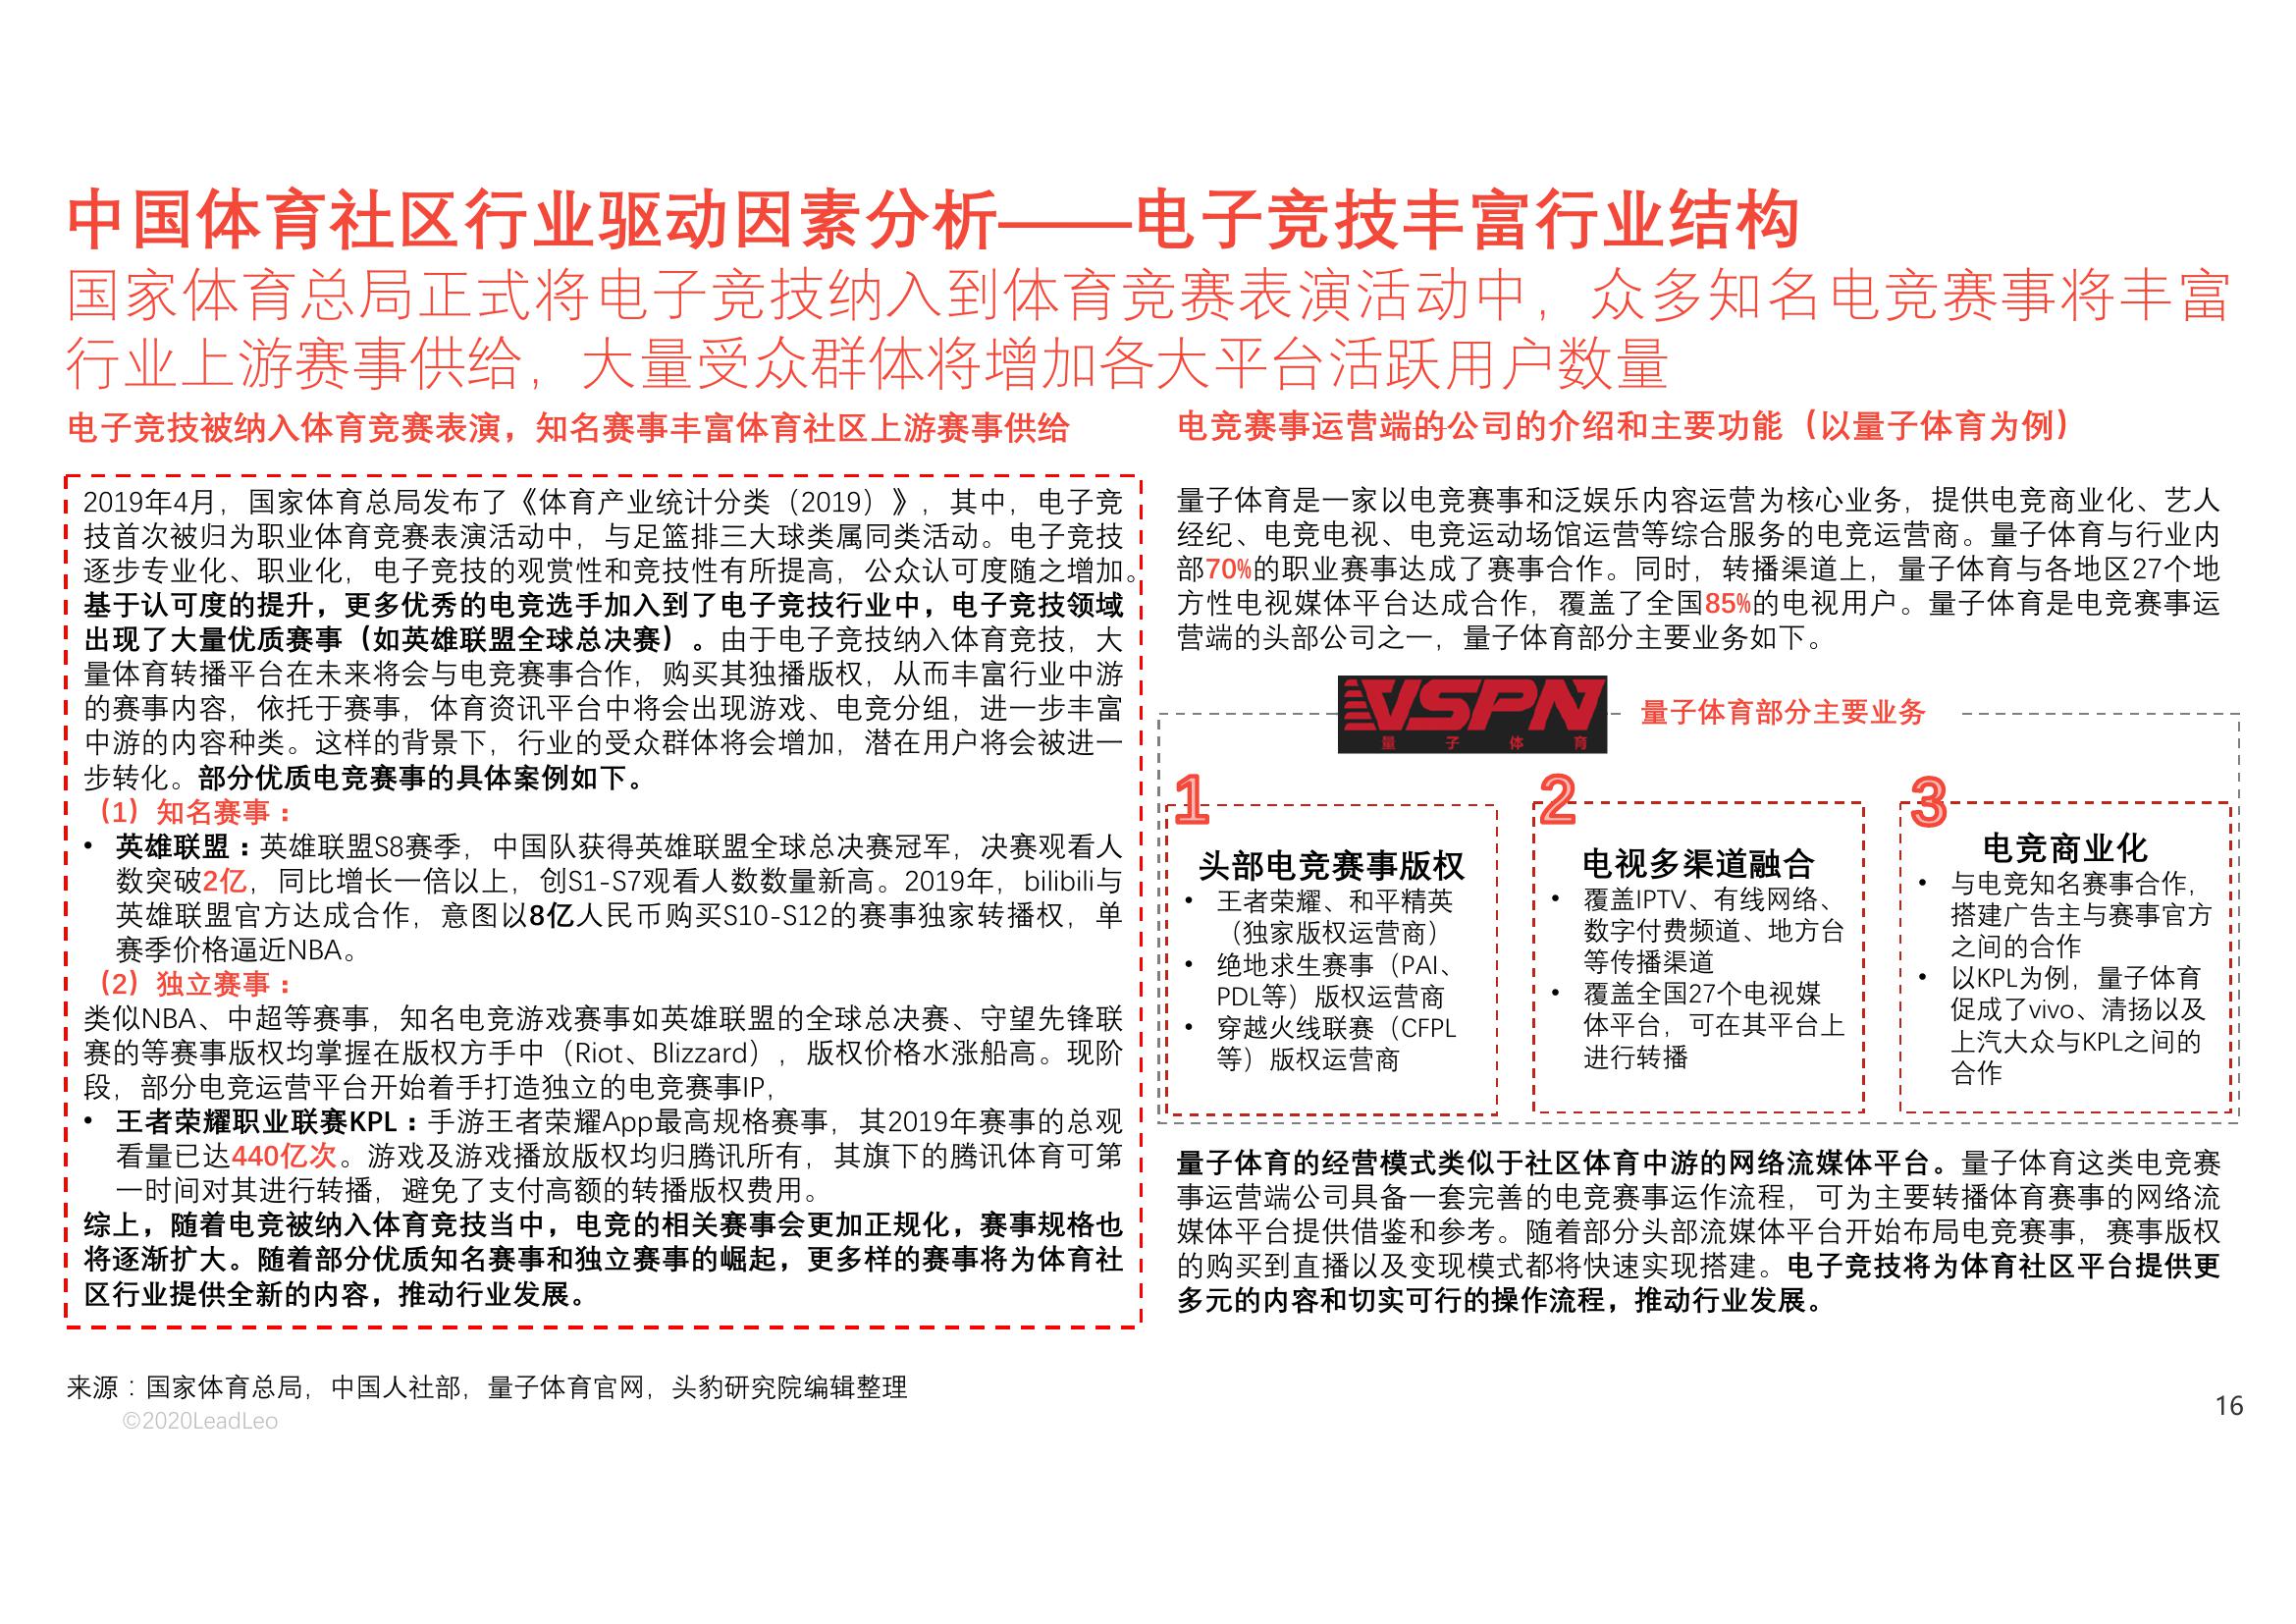 中国体育社区行业驱动因素分析——电子竞技丰富行业结构
国家体育总局正式将电子竞技纳入到体育竞赛表演活动中，众多知名电竞赛事将丰富
行业上游赛事供给，大量受众群体将增加各大平台活跃用户数量
电子竞技被纳入体育竞赛表演，知名赛事丰富体育社区上游赛事供给
2019年4月，国家体育总局发布了《体育产业统计分类（2019）》，其中，电子竞
技首次被归为职业体育竞赛表演活动中，与足篮排三大球类属同类活动。电子竞技
逐步专业化、职业化，电子竞技的观赏性和竞技性有所提高，公众认可度随之增加。
基于认可度的提升，更多优秀的电竞选手加入到了电子竞技行业中，电子竞技领域
出现了大量优质赛事（如英雄联盟全球总决赛）。由于电子竞技纳入体育竞技，大
量体育转播平台在未来将会与电竞赛事合作，购买其独播版权，从而丰富行业中游
的赛事内容，依托于赛事，体育资讯平台中将会出现游戏、电竞分组，进一步丰富
中游的内容种类。这样的背景下，行业的受众群体将会增加，潜在用户将会被进一
步转化。部分优质电竞赛事的具体案例如下。
（1）知名赛事：
• 英雄联盟：英雄联盟S8赛季，中国队获得英雄联盟全球总决赛冠军，决赛观看人
数突破2亿，同比增长一倍以上，创S1-S7观看人数数量新高。2019年，bilibili与
英雄联盟官方达成合作，意图以8亿人民币购买S10-S12的赛事独家转播权，单
赛季价格逼近NBA。
（2）独立赛事：
类似NBA、中超等赛事，知名电竞游戏赛事如英雄联盟的全球总决赛、守望先锋联
赛的等赛事版权均掌握在版权方手中（Riot、Blizzard），版权价格水涨船高。现阶
段，部分电竞运营平台开始着手打造独立的电竞赛事IP，
• 王者荣耀职业联赛KPL：手游王者荣耀App最高规格赛事，其2019年赛事的总观
看量已达440亿次。游戏及游戏播放版权均归腾讯所有，其旗下的腾讯体育可第
一时间对其进行转播，避免了支付高额的转播版权费用。
综上，随着电竞被纳入体育竞技当中，电竞的相关赛事会更加正规化，赛事规格也
将逐渐扩大。随着部分优质知名赛事和独立赛事的崛起，更多样的赛事将为体育社
区行业提供全新的内容，推动行业发展。
电竞赛事运营端的公司的介绍和主要功能（以量子体育为例）
量子体育是一家以电竞赛事和泛娱乐内容运营为核心业务，提供电竞商业化、艺人
经纪、电竞电视、电竞运动场馆运营等综合服务的电竞运营商。量子体育与行业内
部70%的职业赛事达成了赛事合作。同时，转播渠道上，量子体育与各地区27个地
方性电视媒体平台达成合作，覆盖了全国85%的电视用户。量子体育是电竞赛事运
营端的头部公司之一，量子体育部分主要业务如下。
VSPN
量子体育
量子体育部分主要业务
1
头部电竞赛事版权
• 王者荣耀、和平精英
（独家版权运营商）
• 绝地求生赛事（PAI、
PDL等）版权运营商
• 穿越火线联赛（CFPL
等）版权运营商
2
电视多渠道融合
• 覆盖IPTV、有线网络、
数字付费频道、地方台
等传播渠道
• 覆盖全国27个电视媒
体平台，可在其平台上
进行转播
3
电竞商业化
• 与电竞知名赛事合作，
搭建广告主与赛事官方
之间的合作
• 以KPL为例，量子体育
促成了vivo、清扬以及
上汽大众与KPL之间的
合作
量子体育的经营模式类似于社区体育中游的网络流媒体平台。量子体育这类电竞赛
事运营端公司具备一套完善的电竞赛事运作流程，可为主要转播体育赛事的网络流
媒体平台提供借鉴和参考。随着部分头部流媒体平台开始布局电竞赛事，赛事版权
的购买到直播以及变现模式都将快速实现搭建。电子竞技将为体育社区平台提供更
多元的内容和切实可行的操作流程，推动行业发展。
来源：国家体育总局，中国人社部，量子体育官网，头豹研究院编辑整理
©2020LeadLeo
16